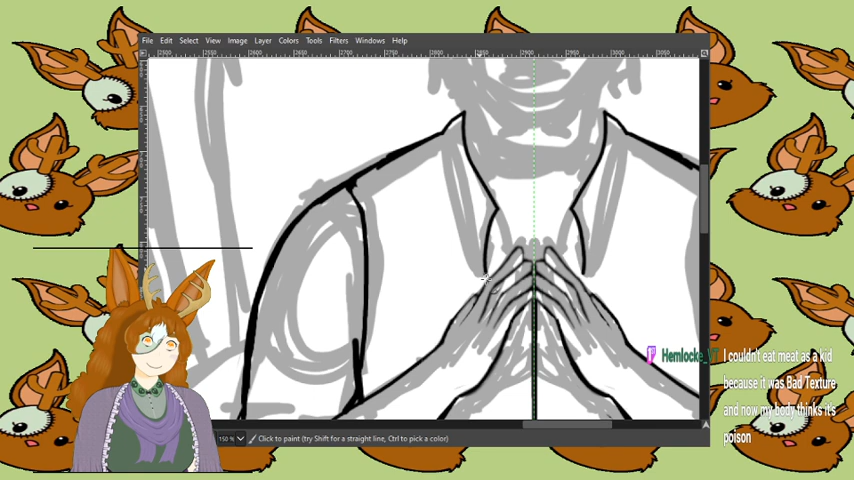 File Edit Select View Image Layer Colors Tools Filters Windows Help
150 % Click to paint (try Shift for a straight line, Ctrl to pick a color)
Hemlocke_VT I couldn't eat meat as a kid
because it was Bad Texture
and now my body thinks it's
poison